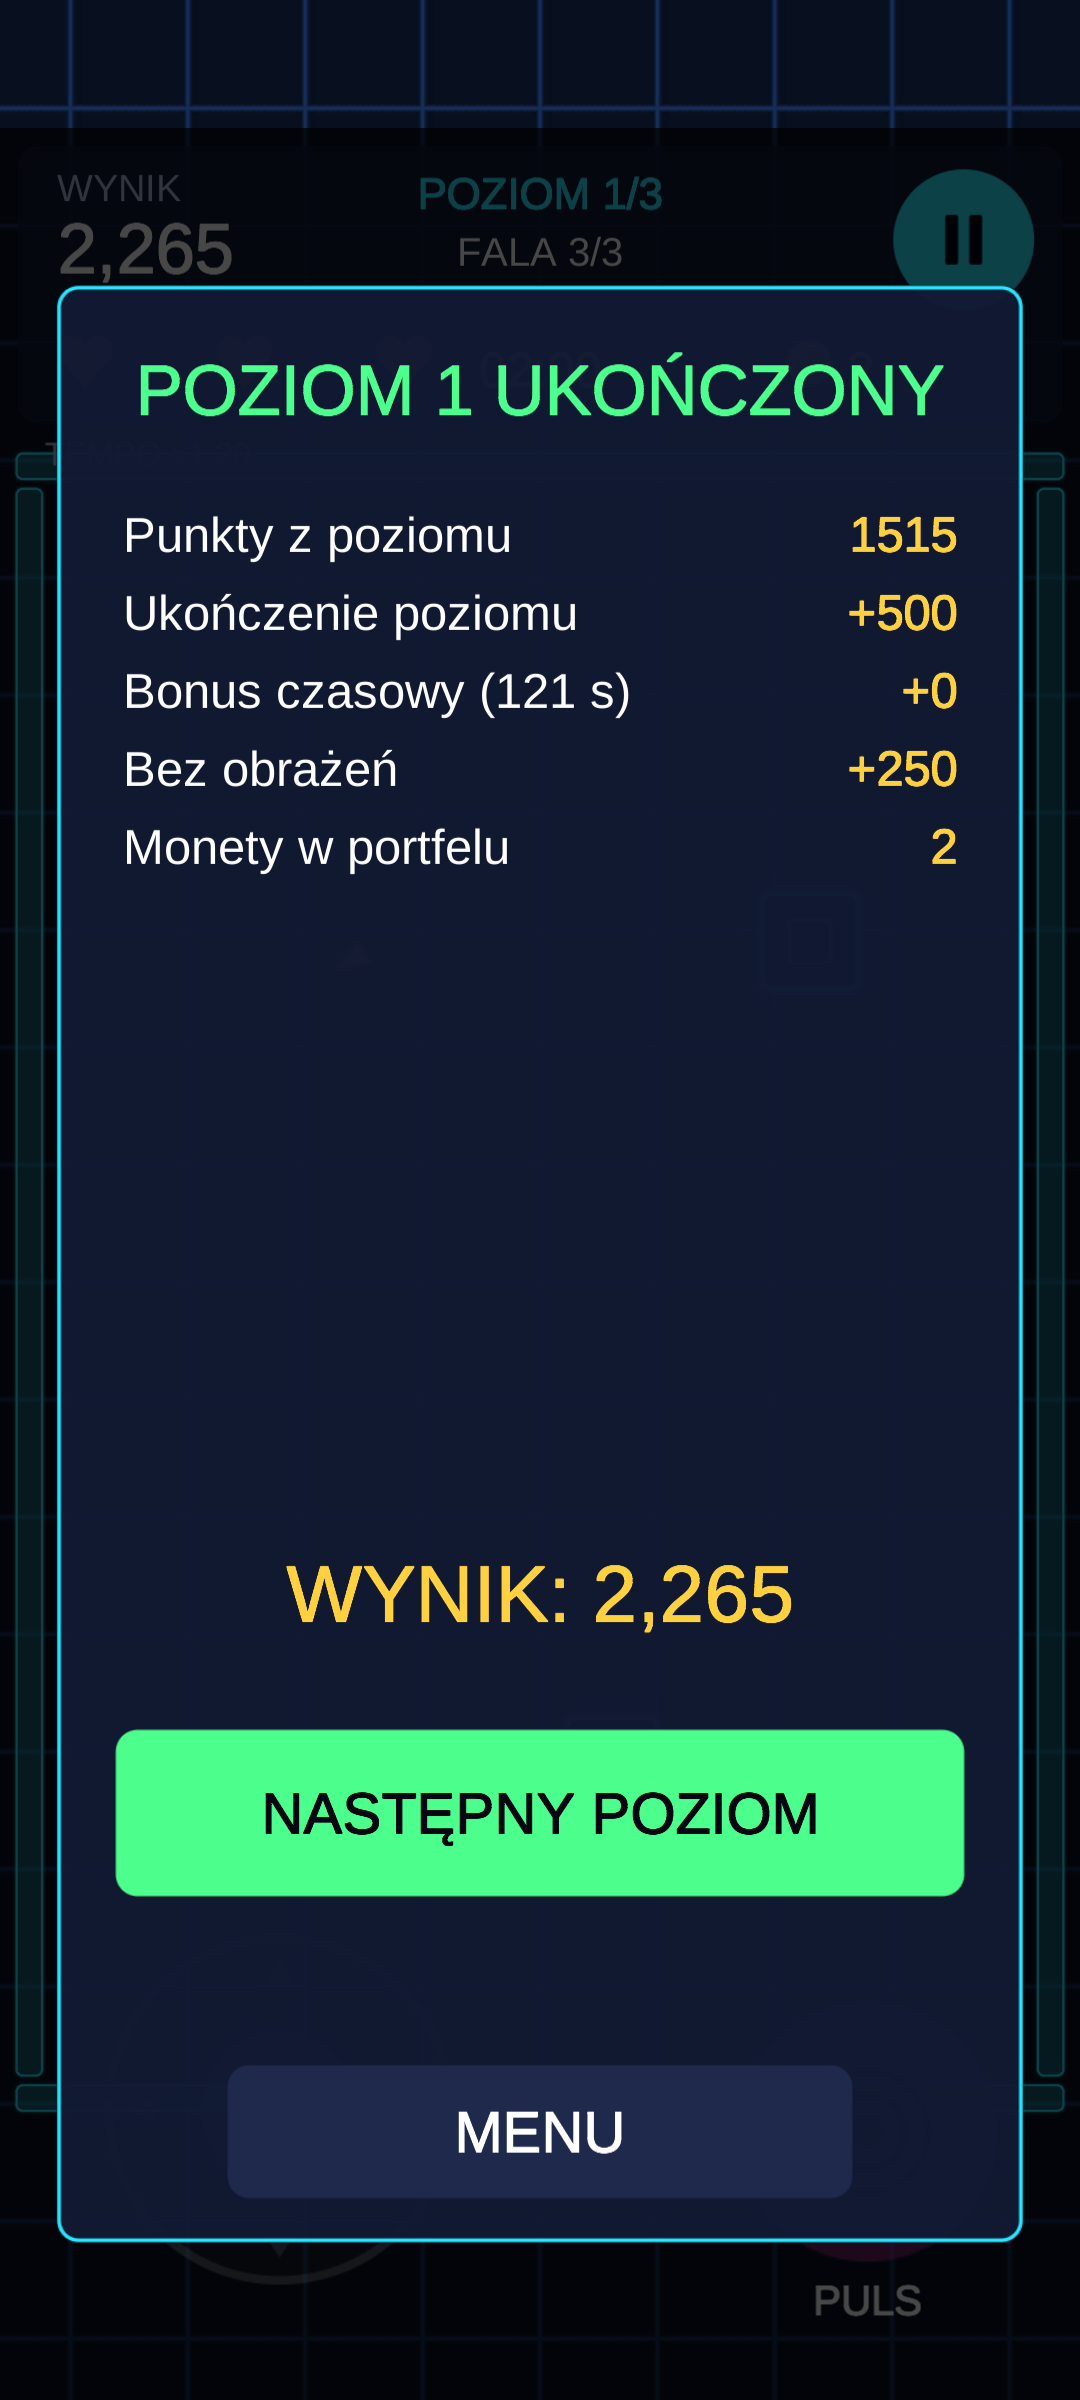 WYNIK
2,265
POZIOM 1/3
FALA 3/3
POZIOM 1 UKOŃCZONY
Punkty z poziomu 1515
Ukończenie poziomu +500
Bonus czasowy (121 s) +0
Bez obrażeń +250
Monety w portfelu 2
WYNIK: 2,265
NASTĘPNY POZIOM
MENU
PULS